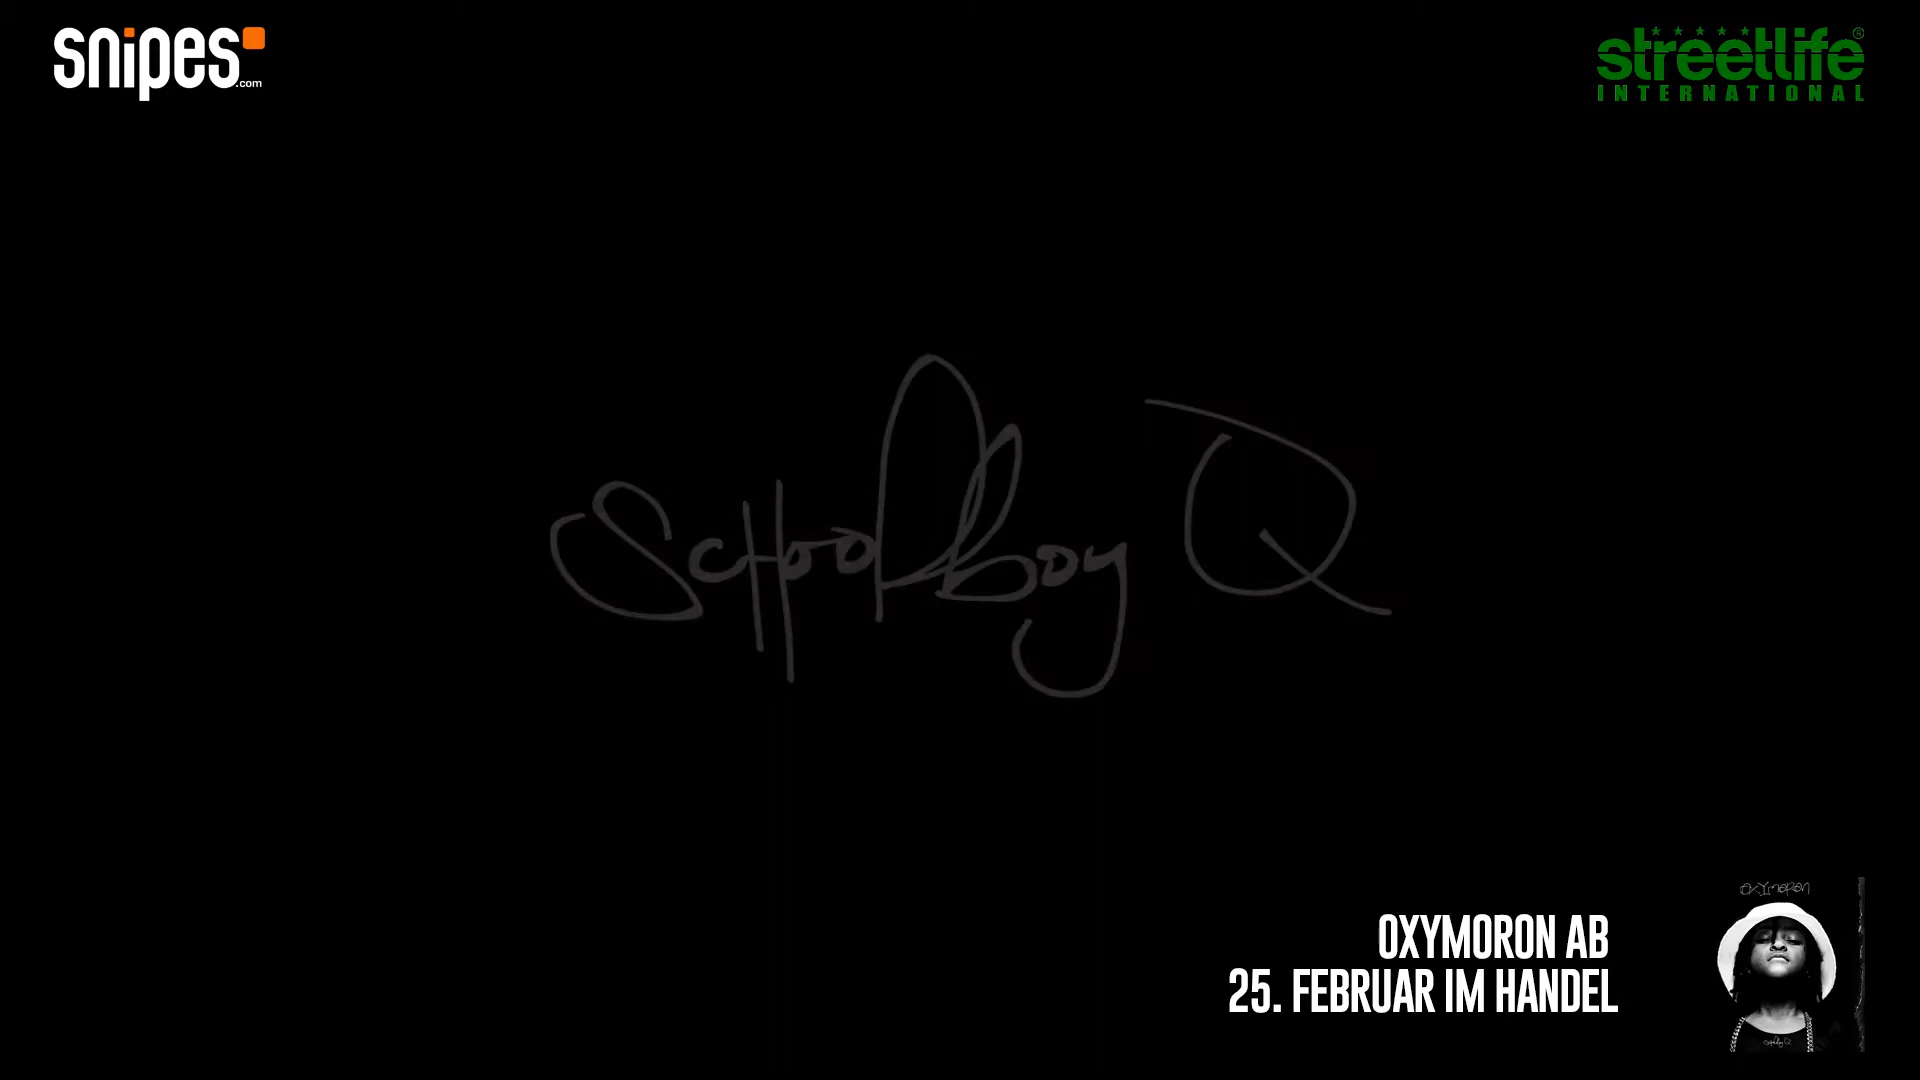 snipes.com
streetlife®
INTERNATIONAL
SCHoolboy Q
OXYMORON
OXYMORON AB
25. FEBRUAR IM HANDEL